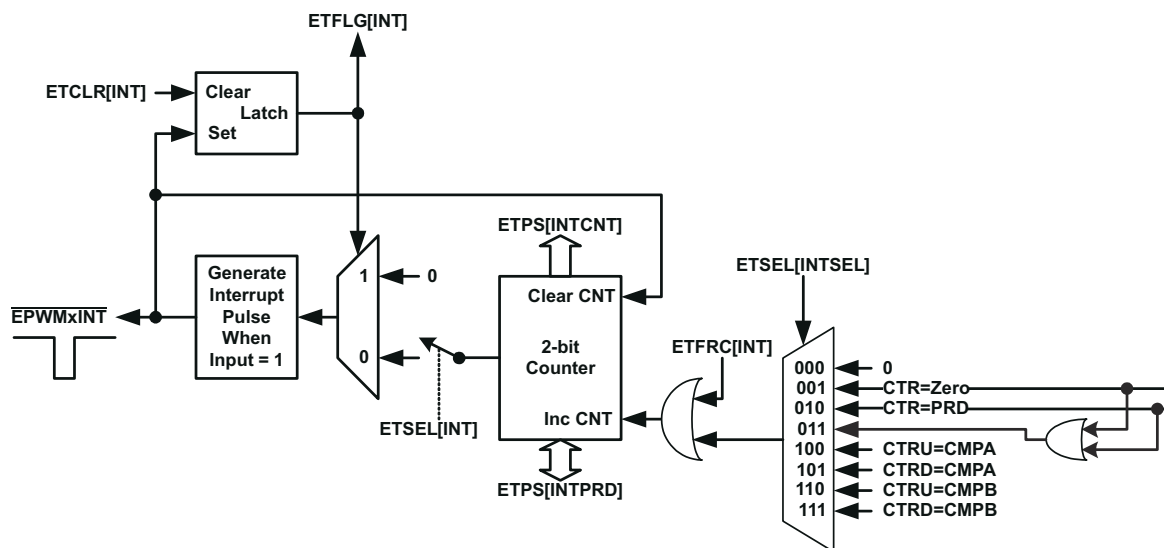 ETFLG[INT]
ETCLR[INT]
Clear
Latch
Set
ETPS[INTCNT]
ETSEL[INTSEL]
Generate
Interrupt
Pulse
When
Input = 1
EPWMxINT
1
0
0
Clear CNT
2-bit
Counter
Inc CNT
ETSEL[INT]
ETPS[INTPRD]
ETFRC[INT]
000
0
001
CTR=Zero
010
CTR=PRD
011
100
CTRU=CMPA
101
CTRD=CMPA
110
CTRU=CMPB
111
CTRD=CMPB